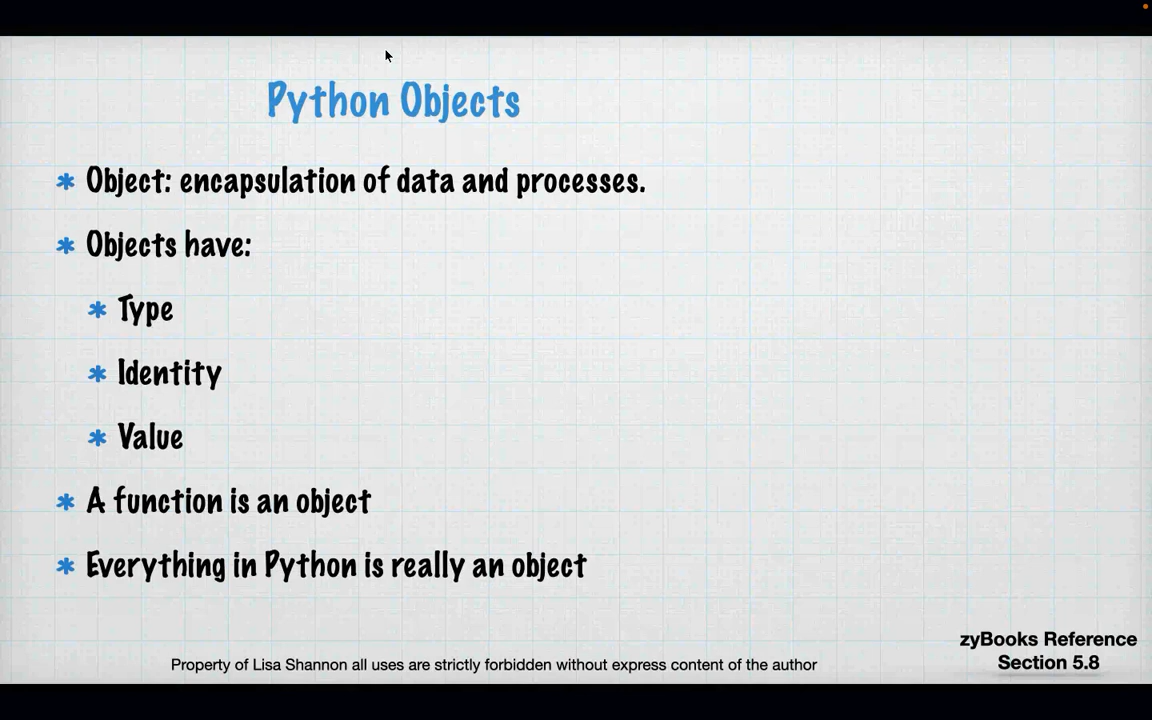 Python Objects
* Object: encapsulation of data and processes.
* Objects have:
* Type
* Identity
* Value
* A function is an object
* Everything in Python is really an object
zyBooks Reference
Section 5.8
Property of Lisa Shannon all uses are strictly forbidden without express content of the author